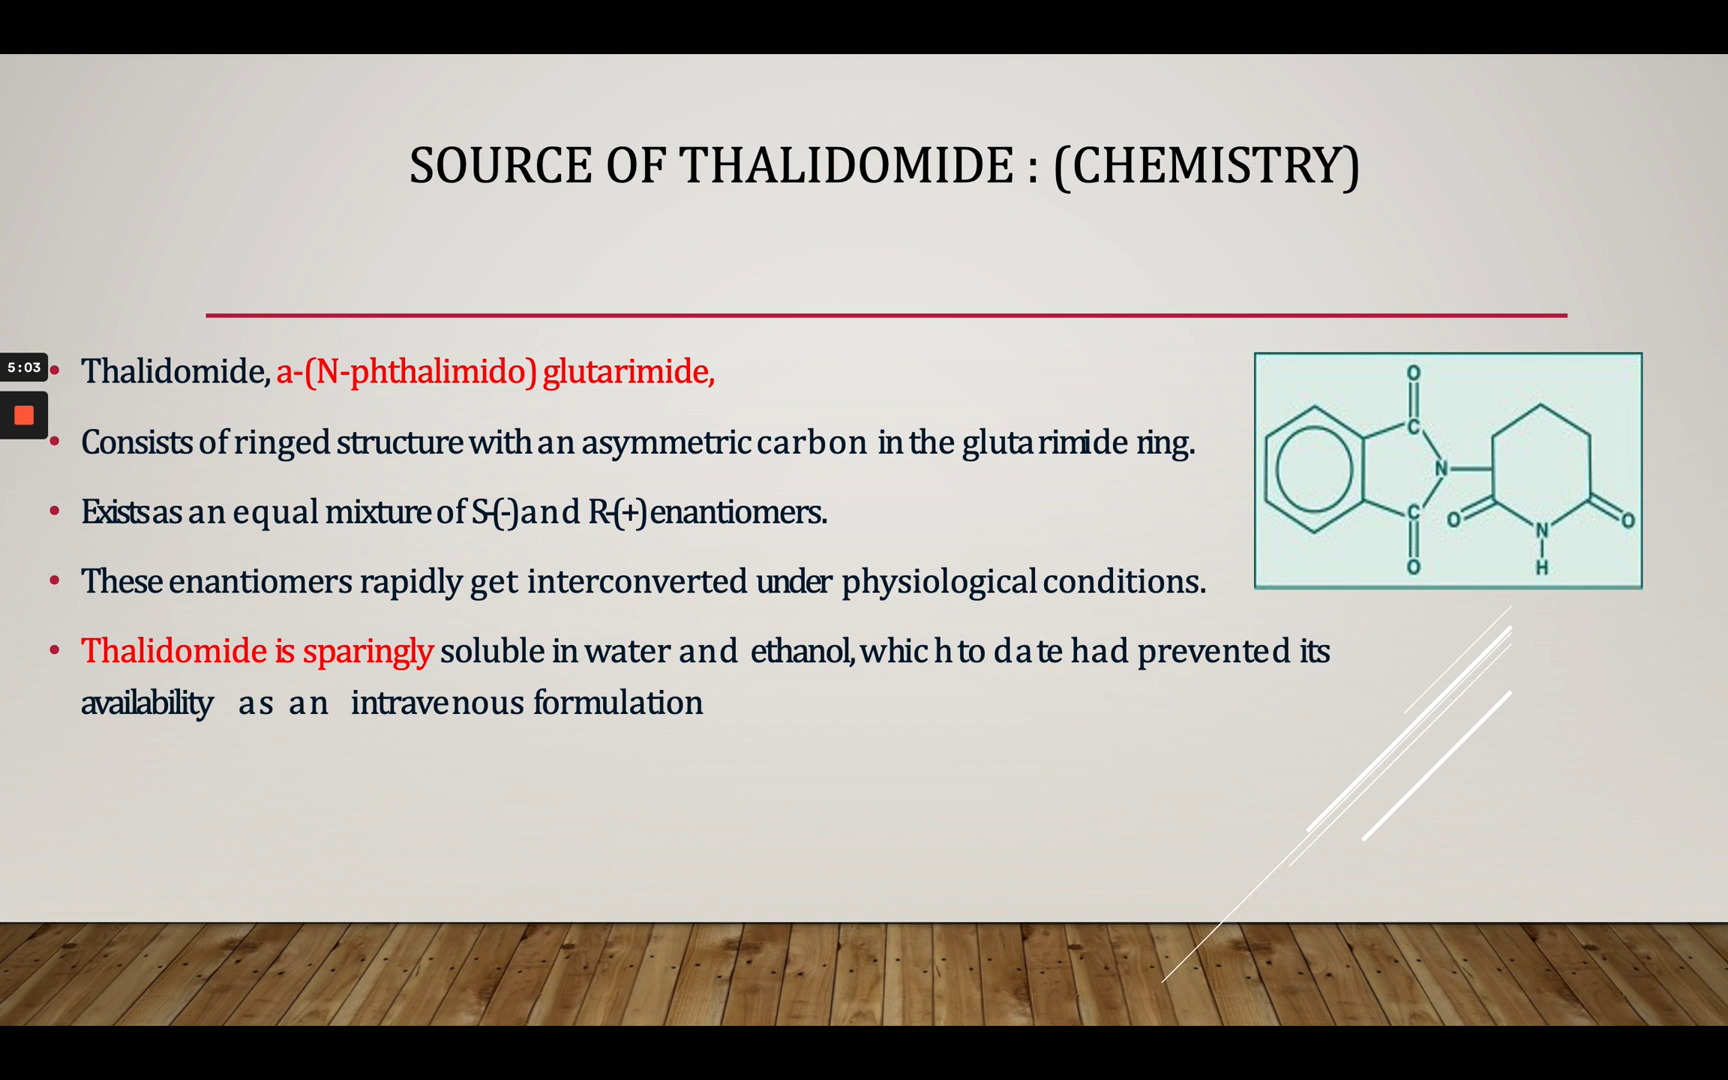 SOURCE OF THALIDOMIDE : (CHEMISTRY)
5:03
• Thalidomide, a-(N-phthalimido) glutarimide,
• Consists of ringed structure with an asymmetric carbon in the glutarimide ring.
• Exists as an equal mixture of S-(-) and R-(+) enantiomers.
• These enantiomers rapidly get interconverted under physiological conditions.
• Thalidomide is sparingly soluble in water and ethanol, which to date had prevented its
availability as an intravenous formulation
O
C
N
C
O
O
N
H
O